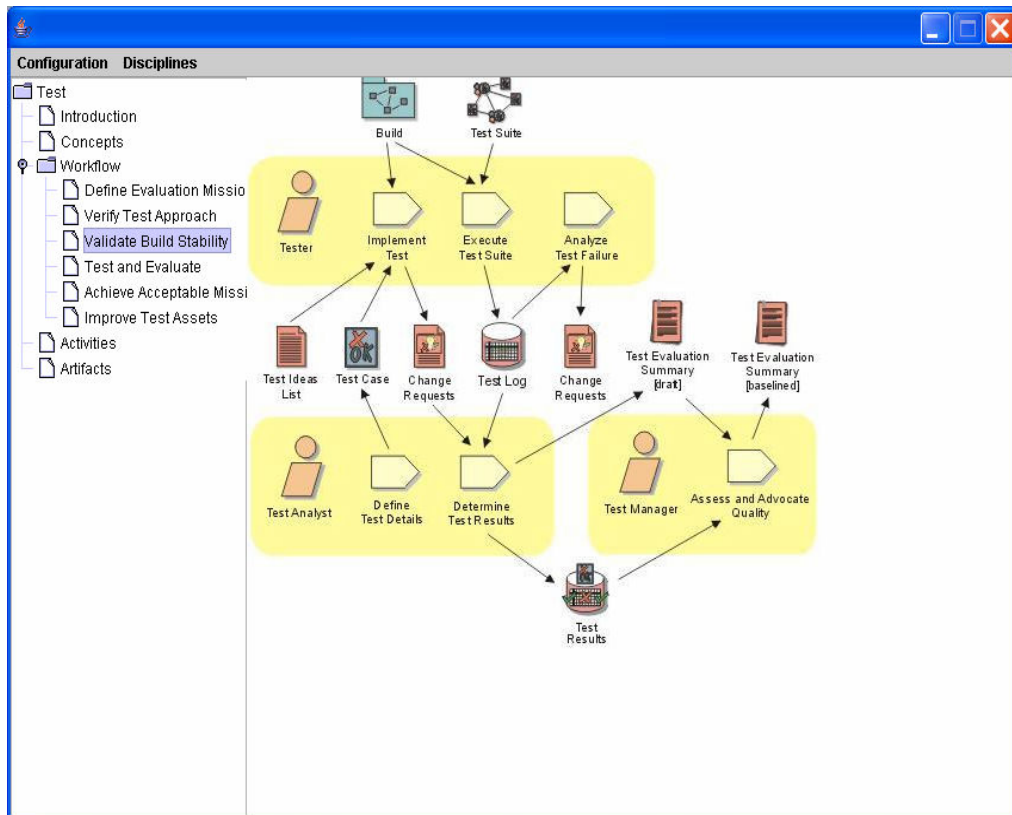 Configuration Disciplines
Test
Introduction
Concepts
Workflow
Define Evaluation Missio
Verify Test Approach
Validate Build Stability
Test and Evaluate
Achieve Acceptable Missi
Improve Test Assets
Activities
Artifacts
Build
Test Suite
Tester
Implement
Test
Execute
Test Suite
Analyze
Test Failure
Test Ideas
List
OK
Test Case
Change
Requests
Test Log
Change
Requests
Test Evaluation
Summary
[draft]
Test Evaluation
Summary
[baselined]
Test Analyst
Define
Test Details
Determine
Test Results
Test Manager
Assess and Advocate
Quality
Test
Results